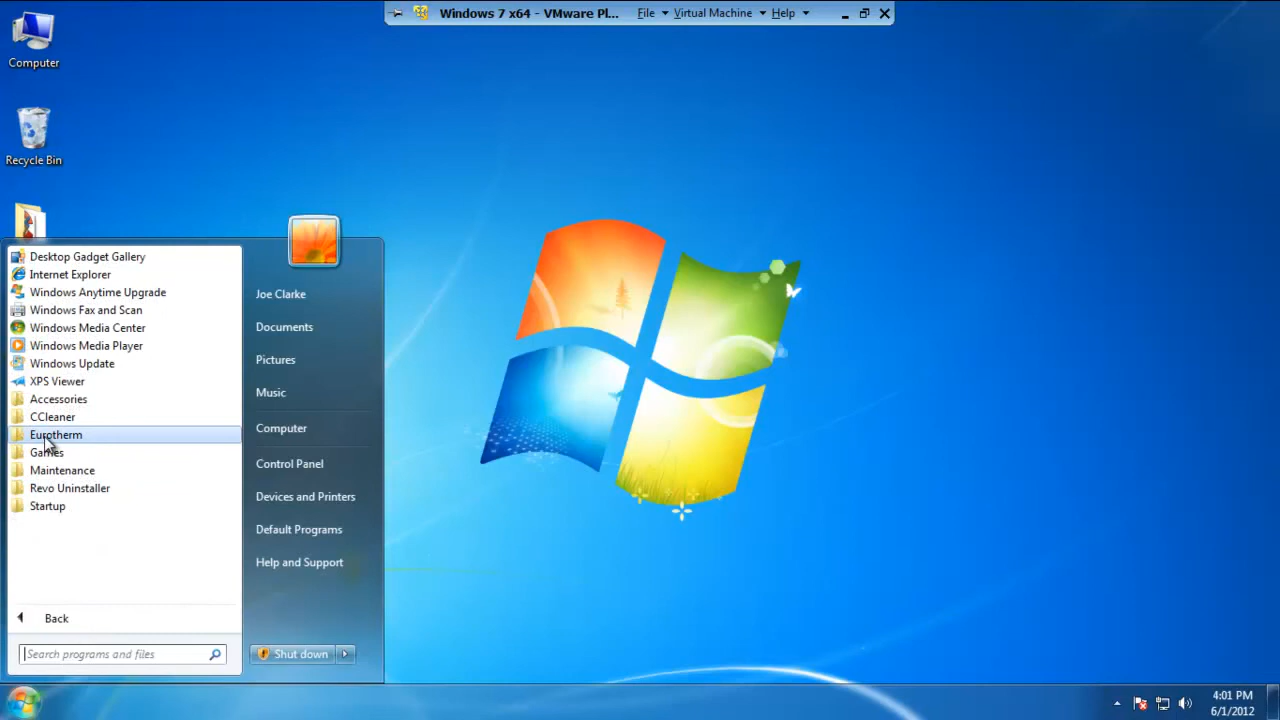 Windows 7 x64 - VMware Pl... File Virtual Machine Help
Computer
Recycle Bin
Desktop Gadget Gallery
Internet Explorer
Windows Anytime Upgrade
Windows Fax and Scan
Windows Media Center
Windows Media Player
Windows Update
XPS Viewer
Accessories
CCleaner
Eurotherm
Games
Maintenance
Revo Uninstaller
Startup
Back
Search programs and files
Joe Clarke
Documents
Pictures
Music
Computer
Control Panel
Devices and Printers
Default Programs
Help and Support
Shut down
4:01 PM
6/1/2012